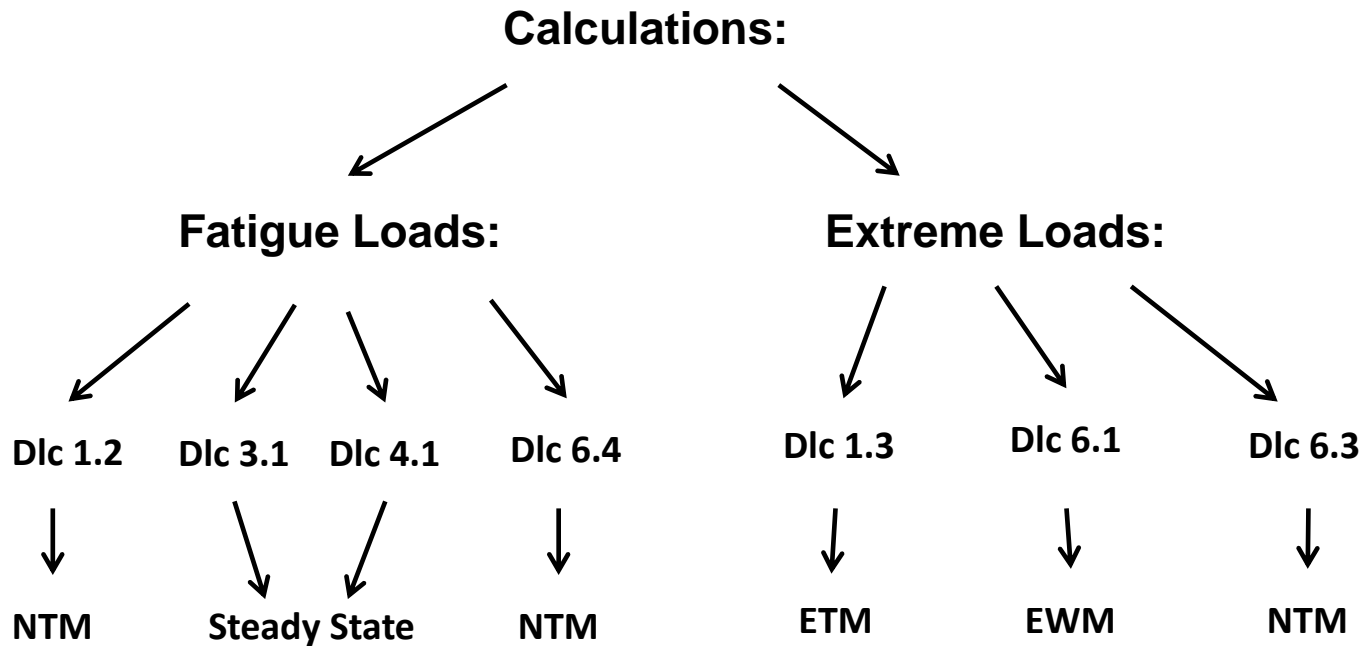 Calculations:
Fatigue Loads: Extreme Loads:
Dlc 1.2 Dlc 3.1 Dlc 4.1 Dlc 6.4 Dlc 1.3 Dlc 6.1 Dlc 6.3
NTM Steady State NTM ETM EWM NTM